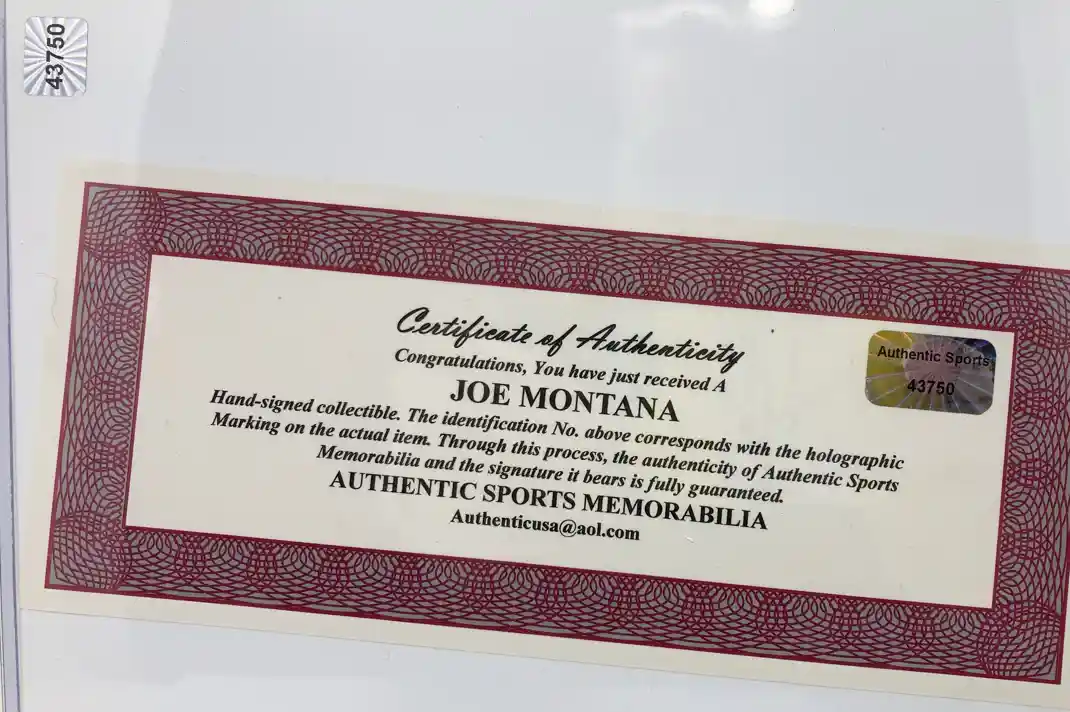 43750
Certificate of Authenticity
Congratulations, You have just received A
JOE MONTANA
Hand-signed collectible. The identification No. above corresponds with the holographic
Marking on the actual item. Through this process, the authenticity of Authentic Sports
Memorabilia and the signature it bears is fully guaranteed.
AUTHENTIC SPORTS MEMORABILIA
Authenticusa@aol.com
Authentic Sports
43750